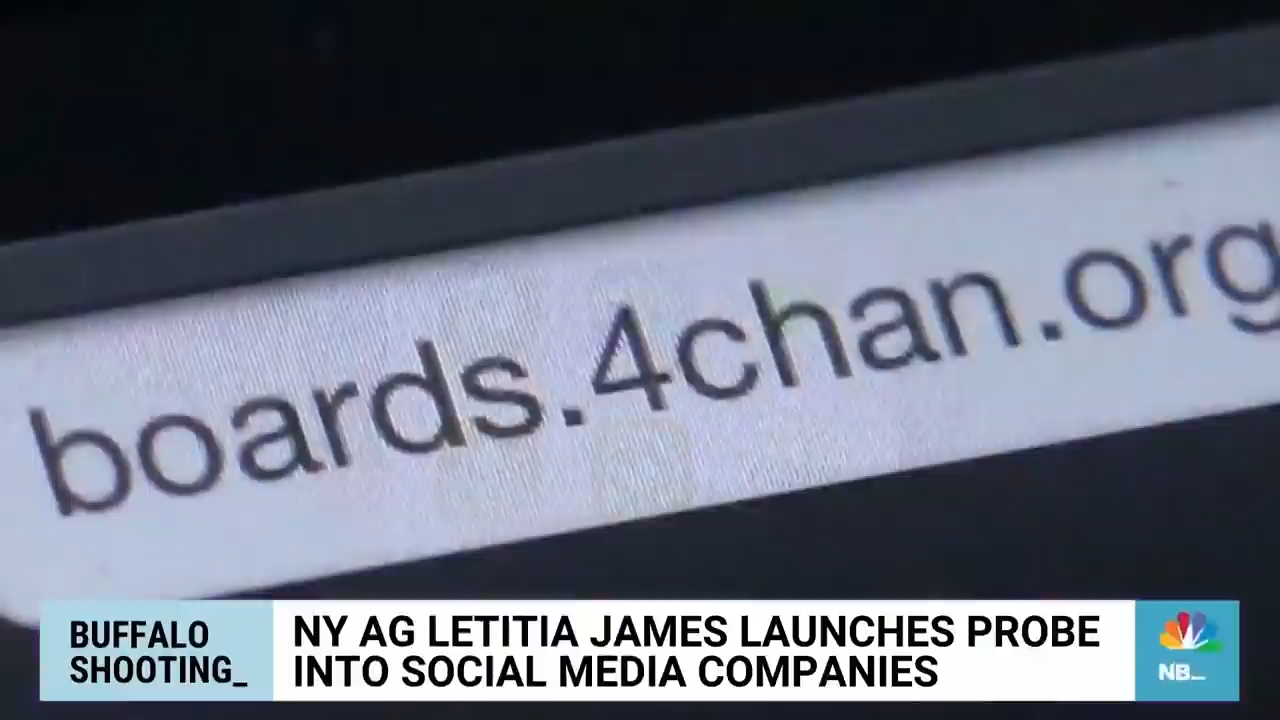 boards.4chan.org
BUFFALO
SHOOTING_
NY AG LETITIA JAMES LAUNCHES PROBE
INTO SOCIAL MEDIA COMPANIES
NB_